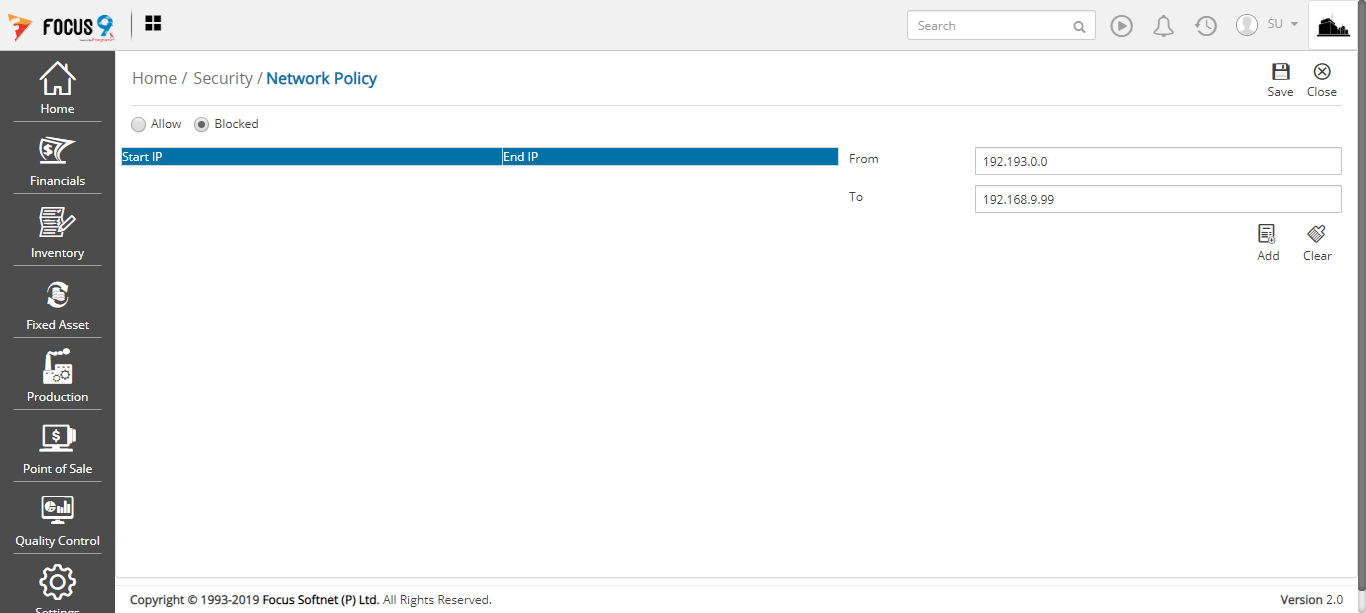 FOCUS 9
Search
SU
Home
Financials
Inventory
Fixed Asset
Production
Point of Sale
Quality Control
Settings
Home / Security / Network Policy
Save Close
Allow Blocked
Start IP End IP
From 192.193.0.0
To 192.168.9.99
Add Clear
Copyright © 1993-2019 Focus Softnet (P) Ltd. All Rights Reserved.
Version 2.0